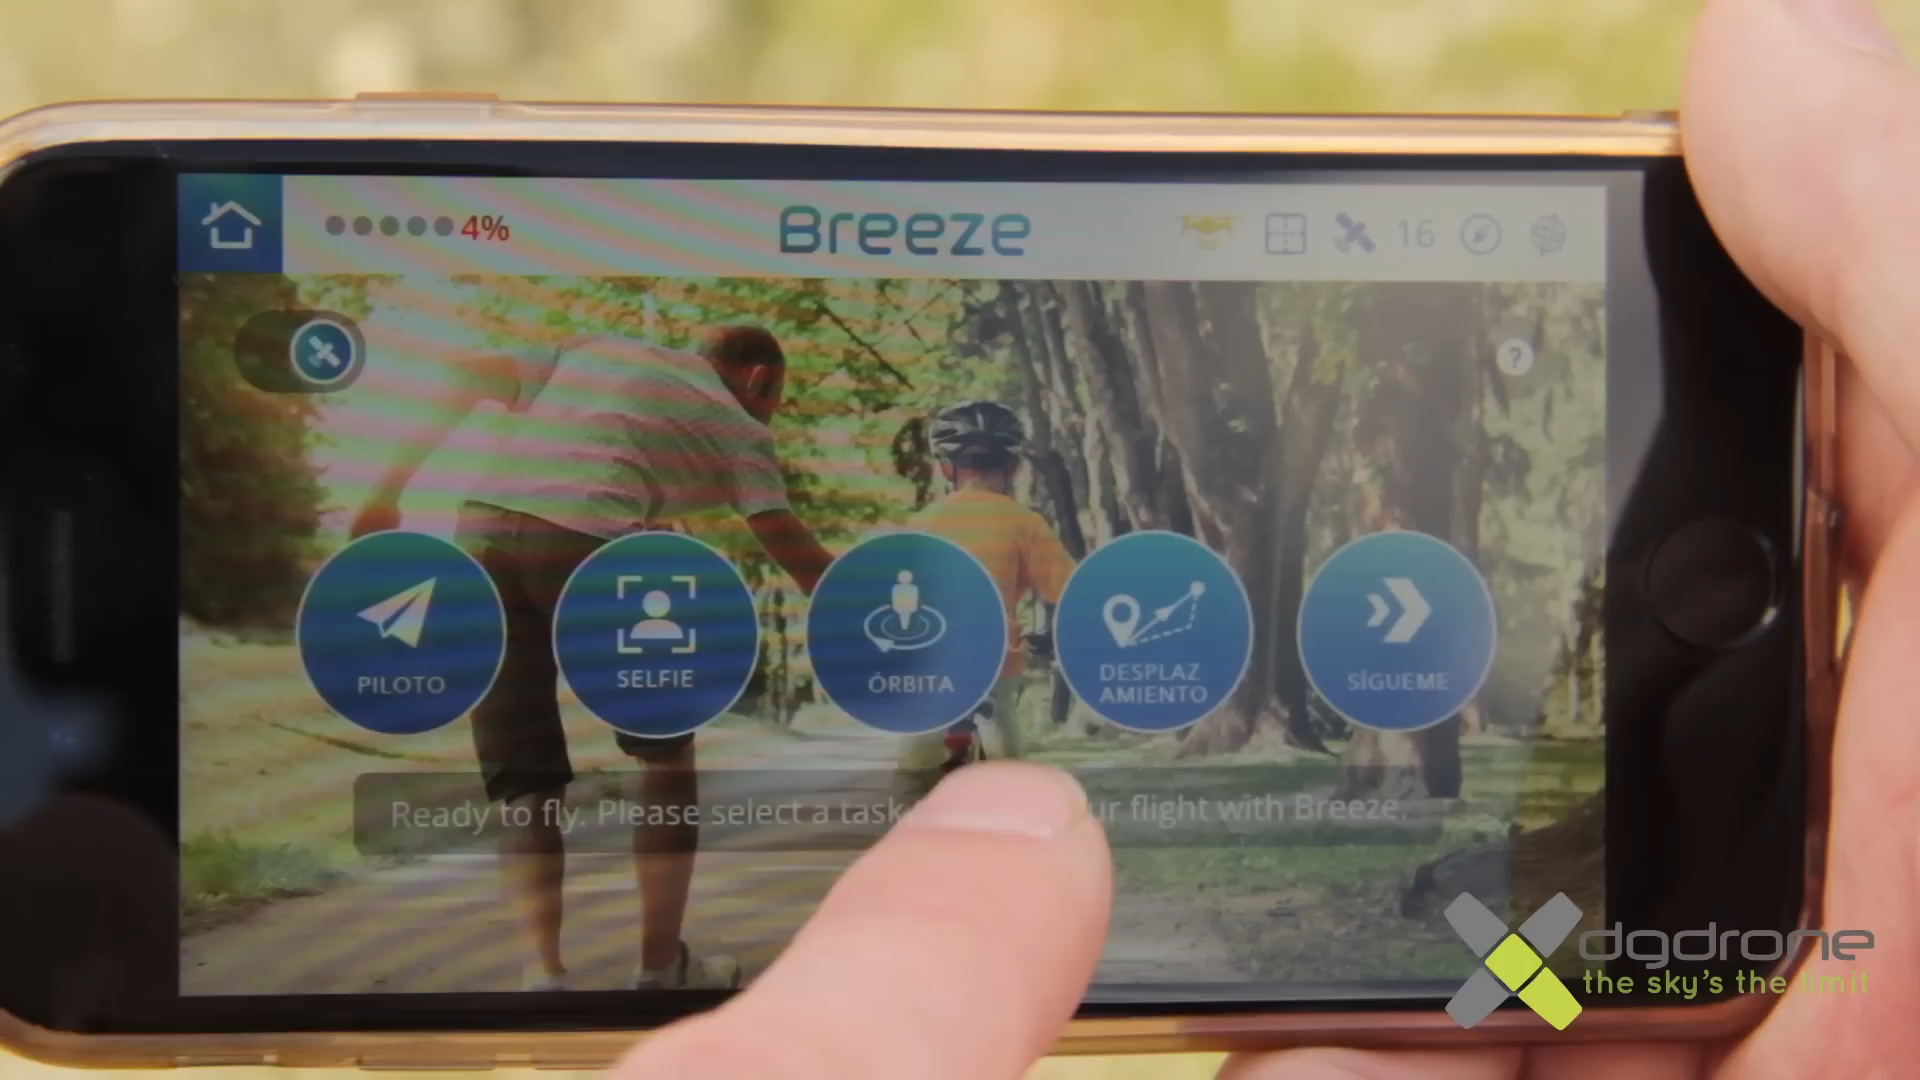 4%
Breeze
16
?
PILOTO
SELFIE
ÓRBITA
DESPLAZ
AMIENTO
SÍGUEME
Ready to fly. Please select a task ur flight with Breeze.
dgdrone
the sky's the limit